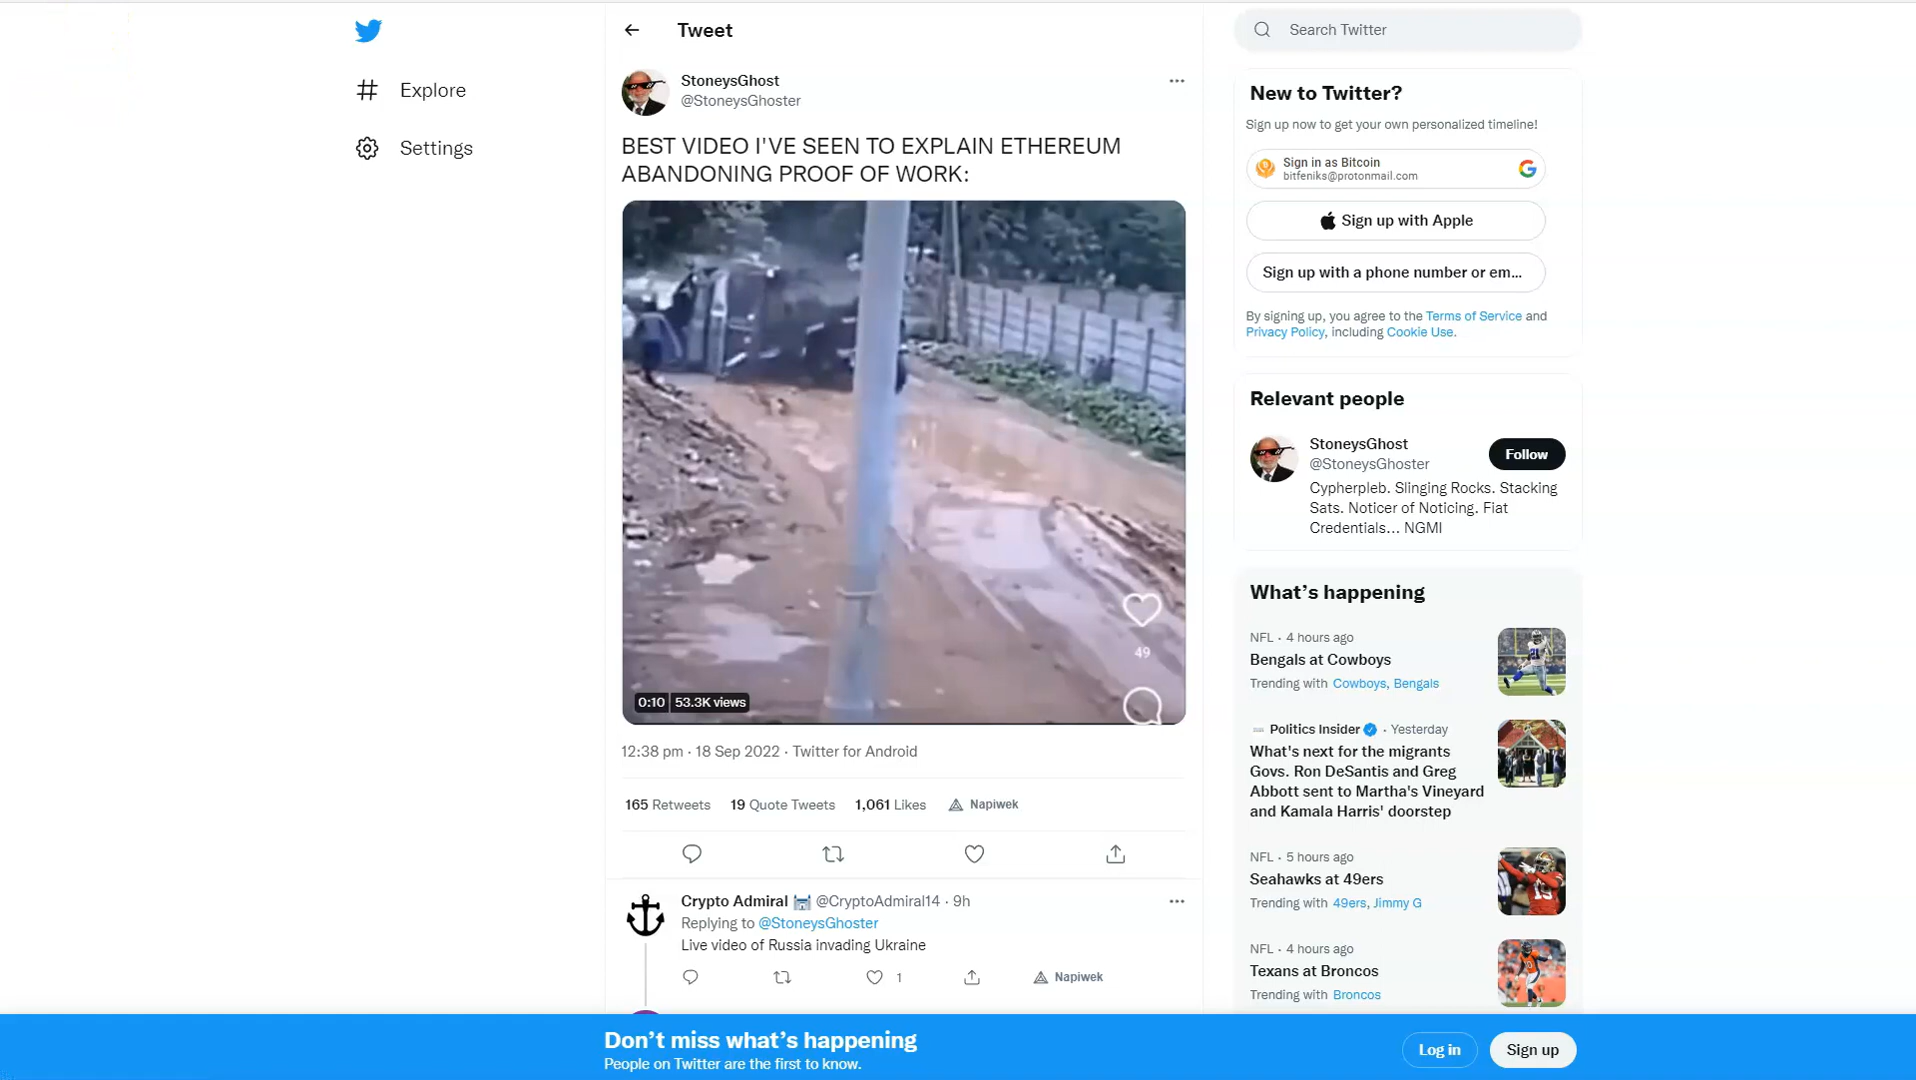 Explore
Settings
Tweet
StoneysGhost
@StoneysGhoster
BEST VIDEO I'VE SEEN TO EXPLAIN ETHEREUM
ABANDONING PROOF OF WORK:
49
0:10 53.3K views
12:38 pm · 18 Sep 2022 · Twitter for Android
165 Retweets 19 Quote Tweets 1,061 Likes Napiwek
Crypto Admiral @CryptoAdmiral14 · 9h
Replying to @StoneysGhoster
Live video of Russia invading Ukraine
1 Napiwek
Search Twitter
New to Twitter?
Sign up now to get your own personalized timeline!
Sign in as Bitcoin
bitfeniks@protonmail.com
Sign up with Apple
Sign up with a phone number or em...
By signing up, you agree to the Terms of Service and
Privacy Policy, including Cookie Use.
Relevant people
StoneysGhost
@StoneysGhoster
Follow
Cypherpleb. Slinging Rocks. Stacking
Sats. Noticer of Noticing. Fiat
Credentials... NGMI
What's happening
NFL · 4 hours ago
Bengals at Cowboys
Trending with Cowboys, Bengals
Politics Insider · Yesterday
What's next for the migrants
Govs. Ron DeSantis and Greg
Abbott sent to Martha's Vineyard
and Kamala Harris' doorstep
NFL · 5 hours ago
Seahawks at 49ers
Trending with 49ers, Jimmy G
NFL · 4 hours ago
Texans at Broncos
Trending with Broncos
Don't miss what's happening
People on Twitter are the first to know.
Log in
Sign up